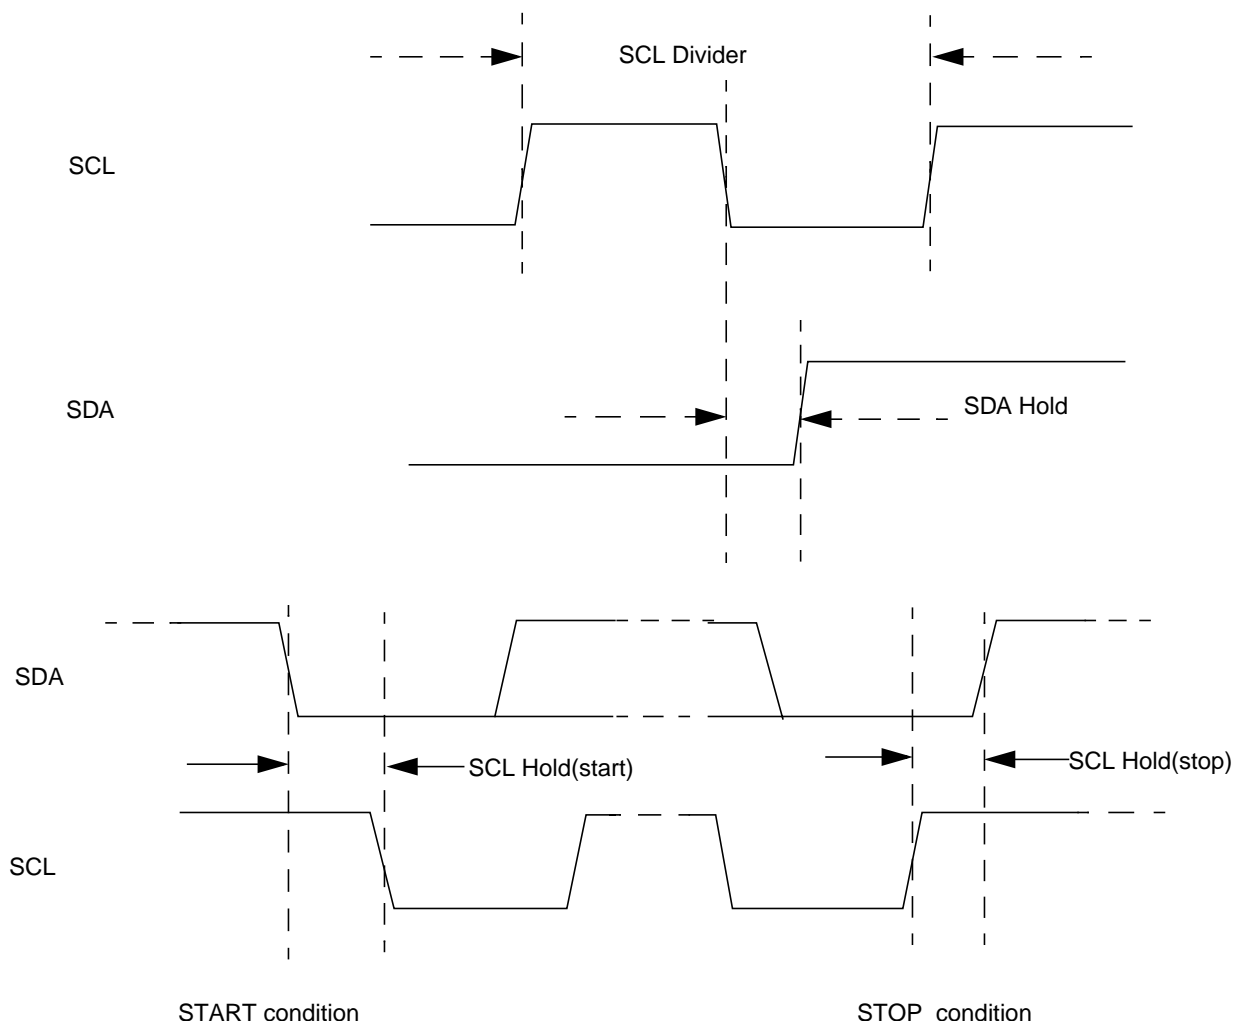 SCL Divider
SCL
SDA
SDA Hold
SDA
SCL Hold(start)
SCL Hold(stop)
SCL
START condition
STOP condition